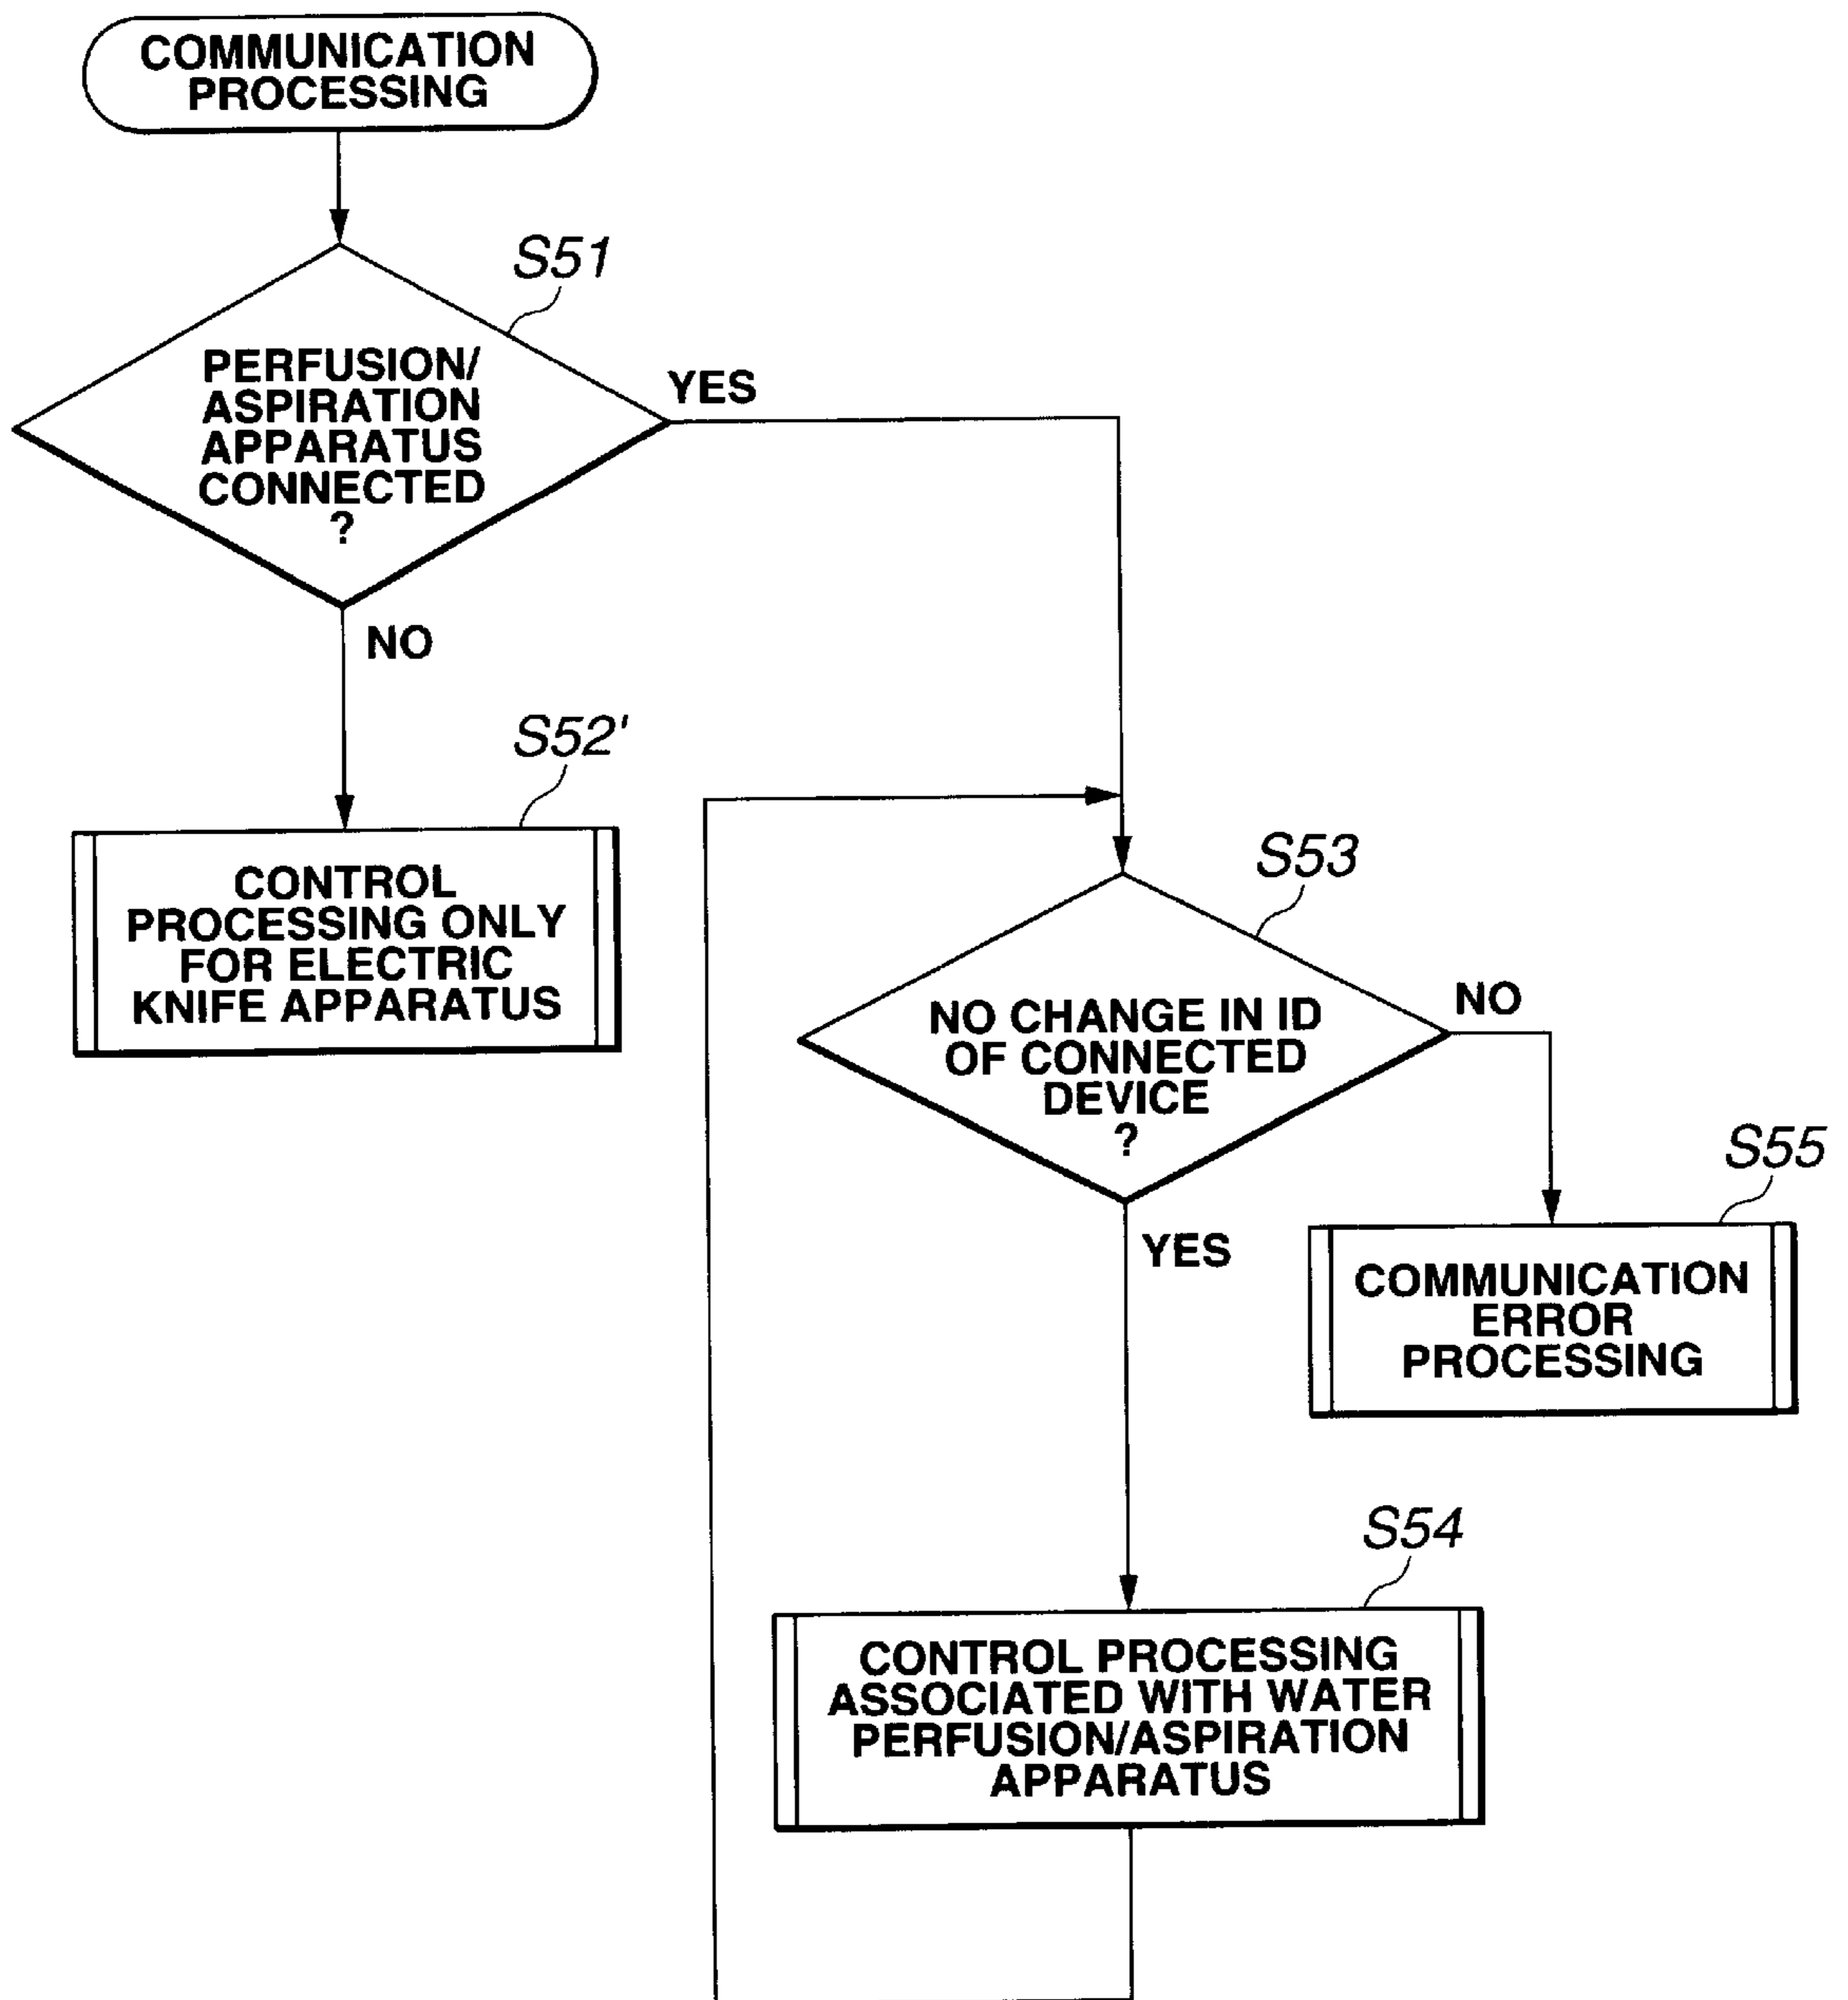 COMMUNICATION
PROCESSING
S51
PERFUSION/
ASPIRATION
APPARATUS
CONNECTED
?
YES
NO
S52'
CONTROL
PROCESSING ONLY
FOR ELECTRIC
KNIFE APPARATUS
S53
NO CHANGE IN ID
OF CONNECTED
DEVICE
?
NO
YES
S55
COMMUNICATION
ERROR
PROCESSING
S54
CONTROL PROCESSING
ASSOCIATED WITH WATER
PERFUSION/ASPIRATION
APPARATUS